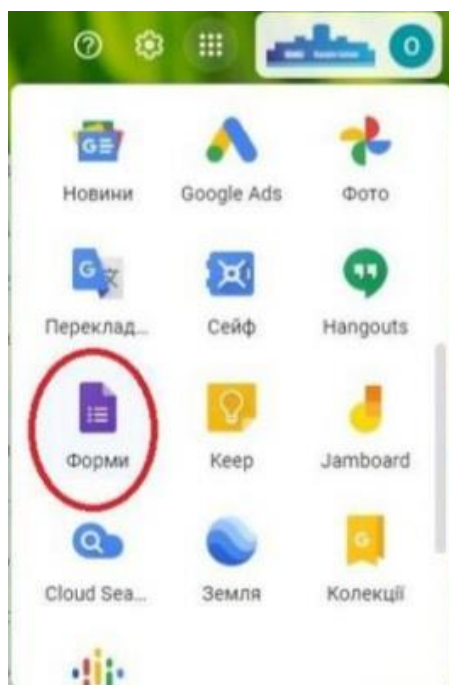 O
Новини
Google Ads
Фото
Переклад...
Сейф
Hangouts
Форми
Keep
Jamboard
Cloud Sea...
Земля
Колекції